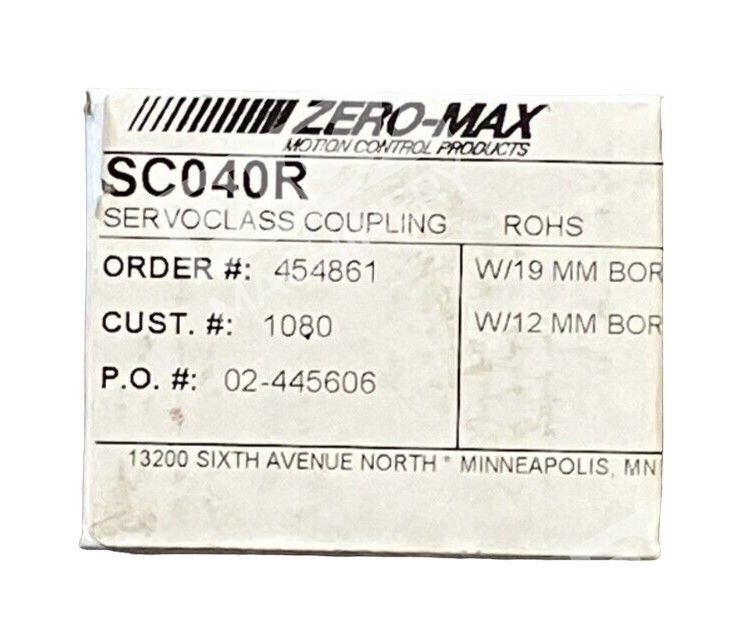 ZERO-MAX
MOTION CONTROL PRODUCTS
SC040R
SERVOCLASS COUPLING ROHS
ORDER #: 454861 W/19 MM BOR
CUST. #: 1080 W/12 MM BOR
P.O. #: 02-445606
13200 SIXTH AVENUE NORTH * MINNEAPOLIS, MN